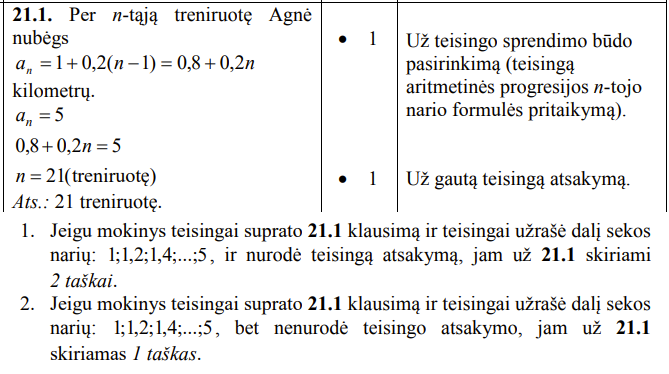 21.1. Per n-tąją treniruotę Agnė
nubėgs
aₙ = 1 + 0,2(n − 1) = 0,8 + 0,2n
kilometrų.
aₙ = 5
0,8 + 0,2n = 5
n = 21(treniruotę)
Ats.: 21 treniruotę.
• 1
• 1
Už teisingo sprendimo būdo
pasirinkimą (teisingą
aritmetinės progresijos n-tojo
nario formulės pritaikymą).
Už gautą teisingą atsakymą.
1. Jeigu mokinys teisingai suprato 21.1 klausimą ir teisingai užrašė dalį sekos
narių: 1;1,2;1,4;...;5, ir nurodė teisingą atsakymą, jam už 21.1 skiriami
2 taškai.
2. Jeigu mokinys teisingai suprato 21.1 klausimą ir teisingai užrašė dalį sekos
narių: 1;1,2;1,4;...;5, bet nenurodė teisingo atsakymo, jam už 21.1
skiriamas 1 taškas.